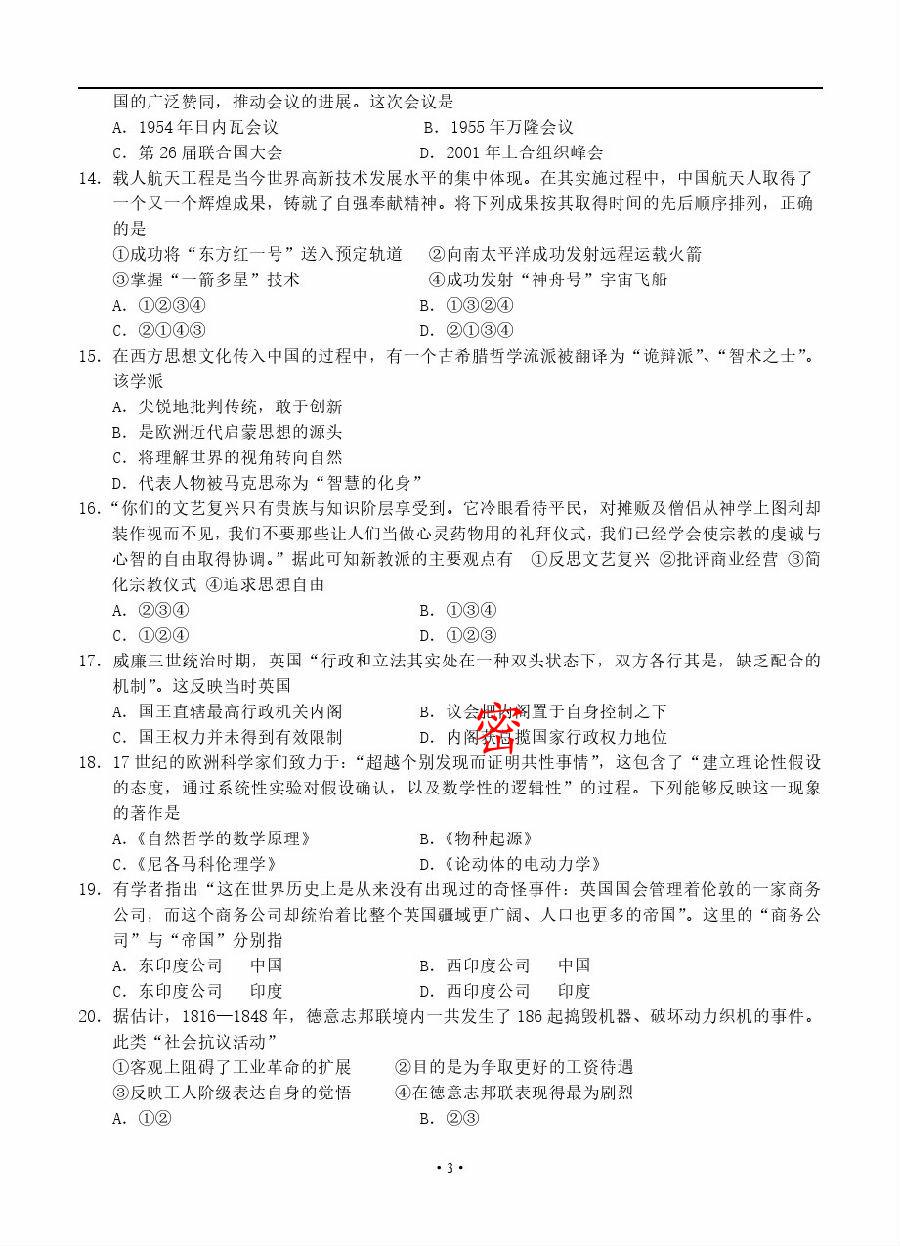 国的广泛赞同，推动会议的进展。这次会议是
A．1954年日内瓦会议 B．1955年万隆会议
C．第26届联合国大会 D．2001年上合组织峰会
14．载人航天工程是当今世界高新技术发展水平的集中体现。在其实施过程中，中国航天人取得了
一个又一个辉煌成果，铸就了自强奉献精神。将下列成果按其取得时间的先后顺序排列，正确
的是
①成功将“东方红一号”送入预定轨道 ②向南太平洋成功发射远程运载火箭
③掌握“一箭多星”技术 ④成功发射“神舟号”宇宙飞船
A．①②③④ B．①③②④
C．②①④③ D．②①③④
15．在西方思想文化传入中国的过程中，有一个古希腊哲学流派被翻译为“诡辩派”、“智术之士”。
该学派
A．尖锐地批判传统，敢于创新
B．是欧洲近代启蒙思想的源头
C．将理解世界的视角转向自然
D．代表人物被马克思称为“智慧的化身”
16．“你们的文艺复兴只有贵族与知识阶层享受到。它冷眼看待平民，对摊贩及僧侣从神学上图利却
装作视而不见，我们不要那些让人们当做心灵药物用的礼拜仪式，我们已经学会使宗教的虔诚与
心智的自由取得协调。”据此可知新教派的主要观点有 ①反思文艺复兴 ②批评商业经营 ③简
化宗教仪式 ④追求思想自由
A．②③④ B．①③④
C．①②④ D．①②③
17．威廉三世统治时期，英国“行政和立法其实处在一种双头状态下，双方各行其是，缺乏配合的
机制”。这反映当时英国
A．国王直辖最高行政机关内阁 B．议会把内阁置于自身控制之下
C．国王权力并未得到有效限制 D．内阁获总揽国家行政权力地位
密
18．17世纪的欧洲科学家们致力于：“超越个别发现而证明共性事情”，这包含了“建立理论性假设
的态度，通过系统性实验对假设确认，以及数学性的逻辑性”的过程。下列能够反映这一现象
的著作是
A．《自然哲学的数学原理》 B．《物种起源》
C．《尼各马科伦理学》 D．《论动体的电动力学》
19．有学者指出“这在世界历史上是从来没有出现过的奇怪事件：英国国会管理着伦敦的一家商务
公司，而这个商务公司却统治着比整个英国疆域更广阔、人口也更多的帝国”。这里的“商务公
司”与“帝国”分别指
A．东印度公司 中国 B．西印度公司 中国
C．东印度公司 印度 D．西印度公司 印度
20．据估计，1816—1848年，德意志邦联境内一共发生了186起捣毁机器、破坏动力织机的事件。
此类“社会抗议活动”
①客观上阻碍了工业革命的扩展 ②目的是为争取更好的工资待遇
③反映工人阶级表达自身的觉悟 ④在德意志邦联表现得最为剧烈
A．①② B．②③
·3·